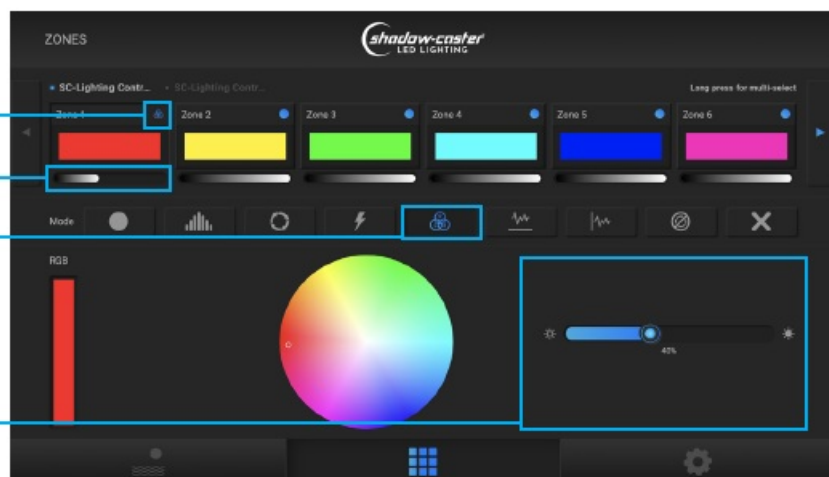 ZONES
shadow-caster
LED LIGHTING
SC-Lighting Contr... SC-Lighting Contr...
Long press for multi-select
Zone 1 Zone 2 Zone 3 Zone 4 Zone 5 Zone 6
Mode
RGB
40%